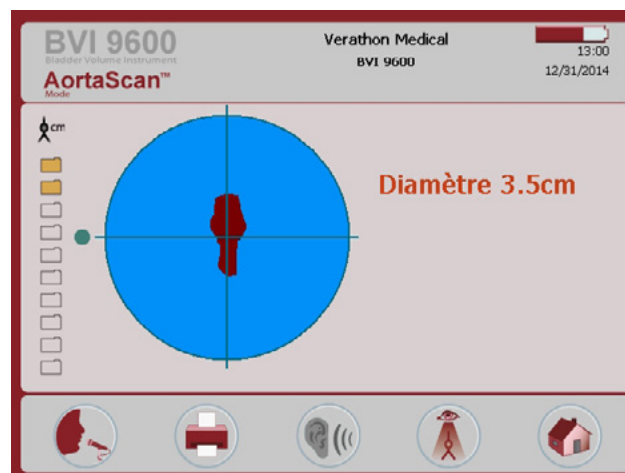 BVI 9600
Bladder Volume Instrument
AortaScan™
Mode
Verathon Medical
BVI 9600
13:00
12/31/2014
cm
Diamètre 3.5cm